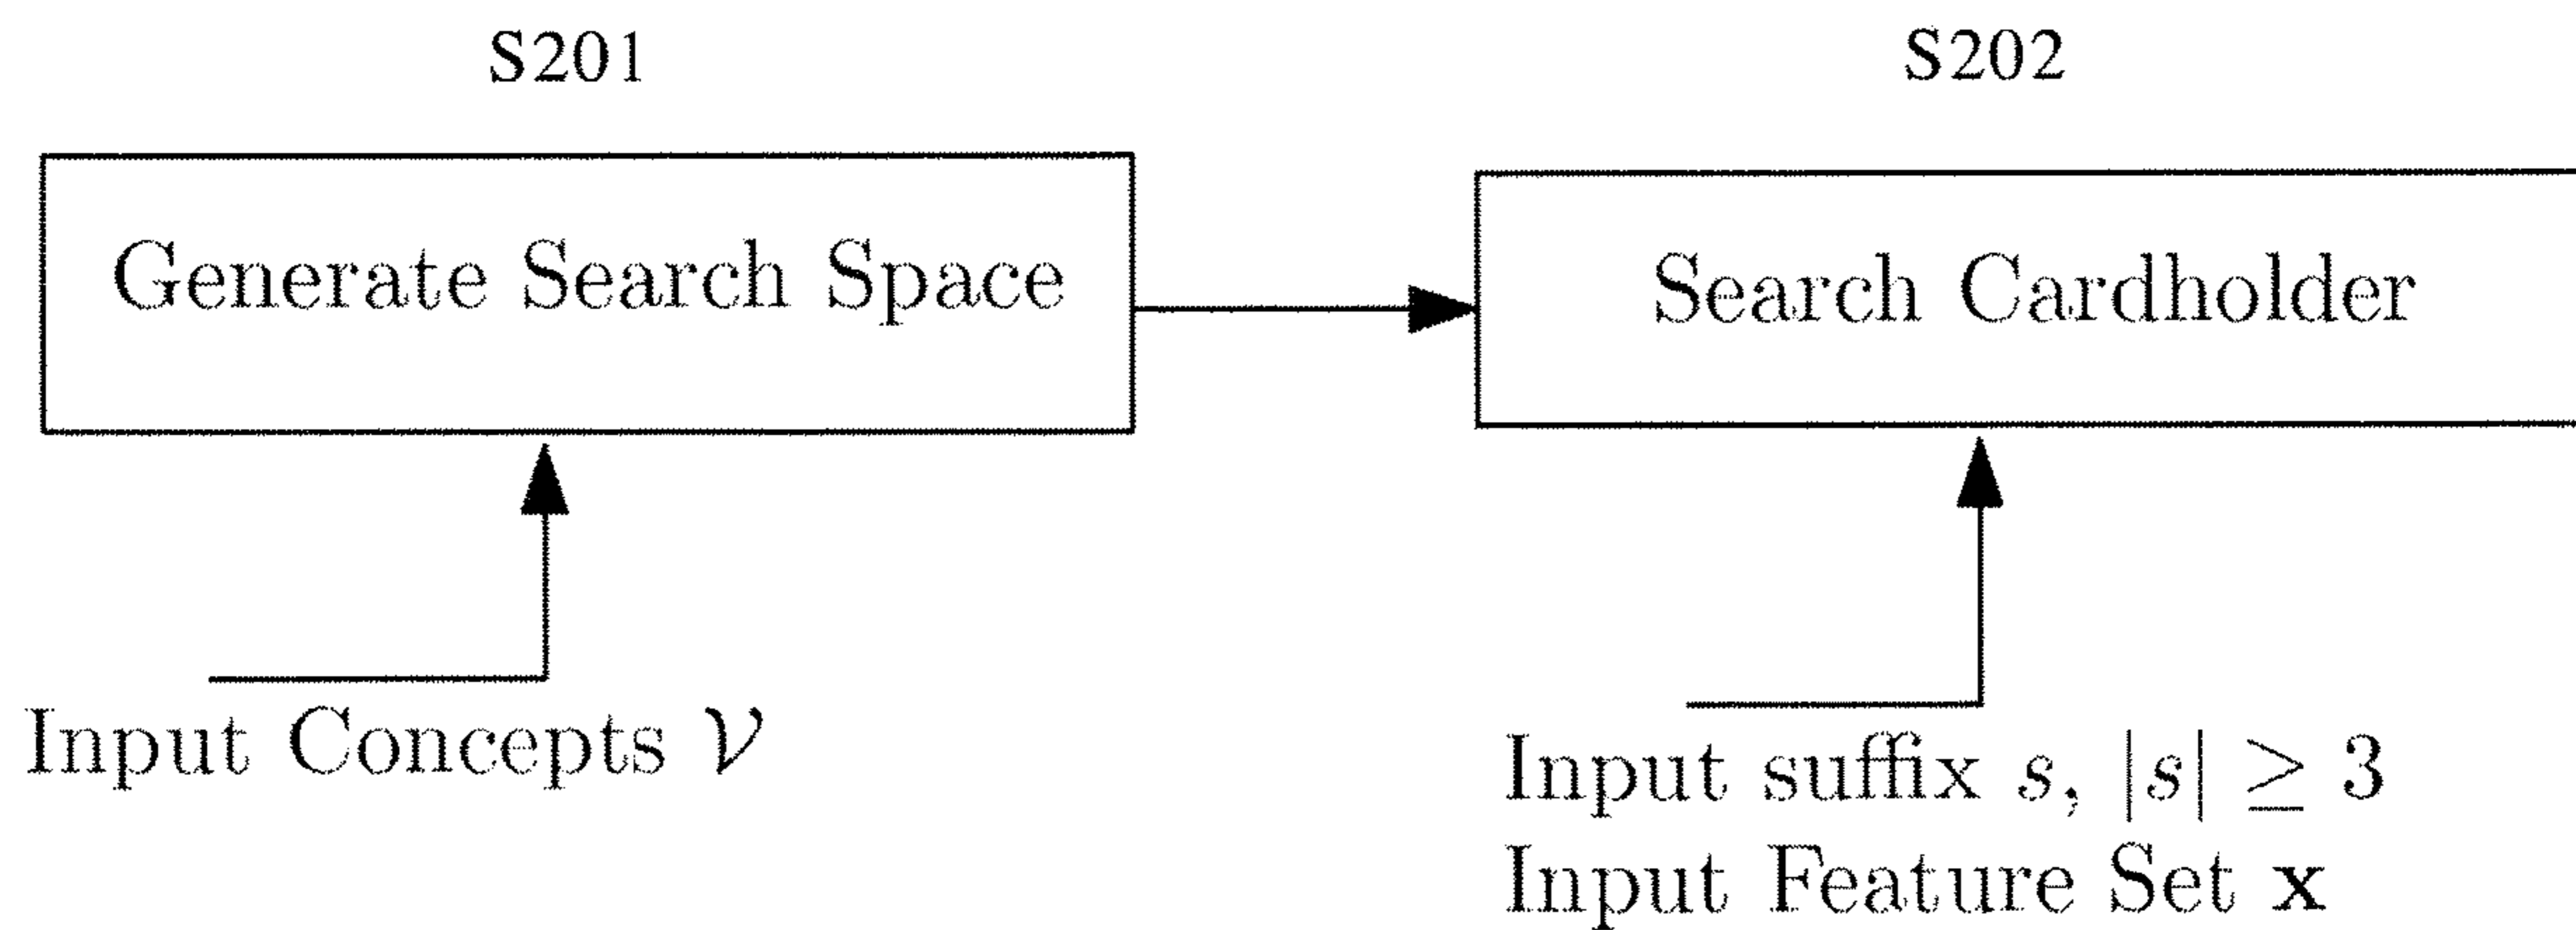 S201
S202
Generate Search Space
Search Cardholder
Input Concepts 𝒱
Input suffix s, |s| ≥ 3
Input Feature Set x